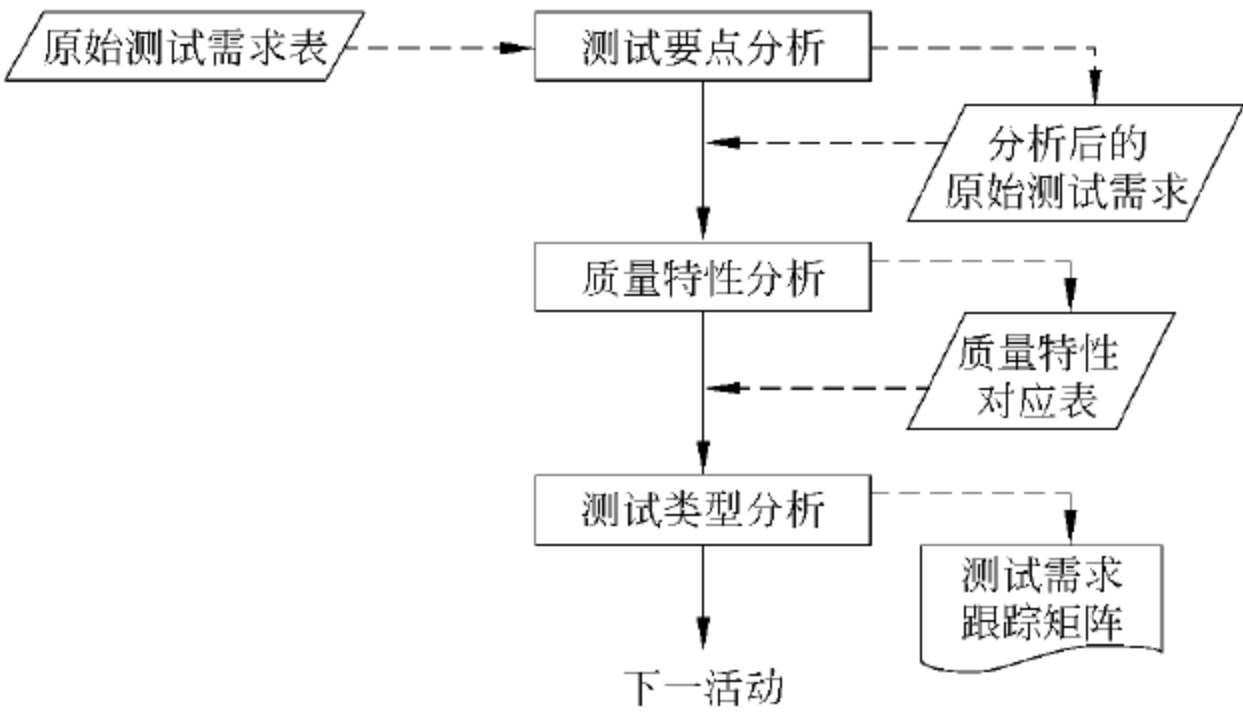 原始测试需求表
测试要点分析
分析后的
原始测试需求
质量特性分析
质量特性
对应表
测试类型分析
测试需求
跟踪矩阵
下一活动